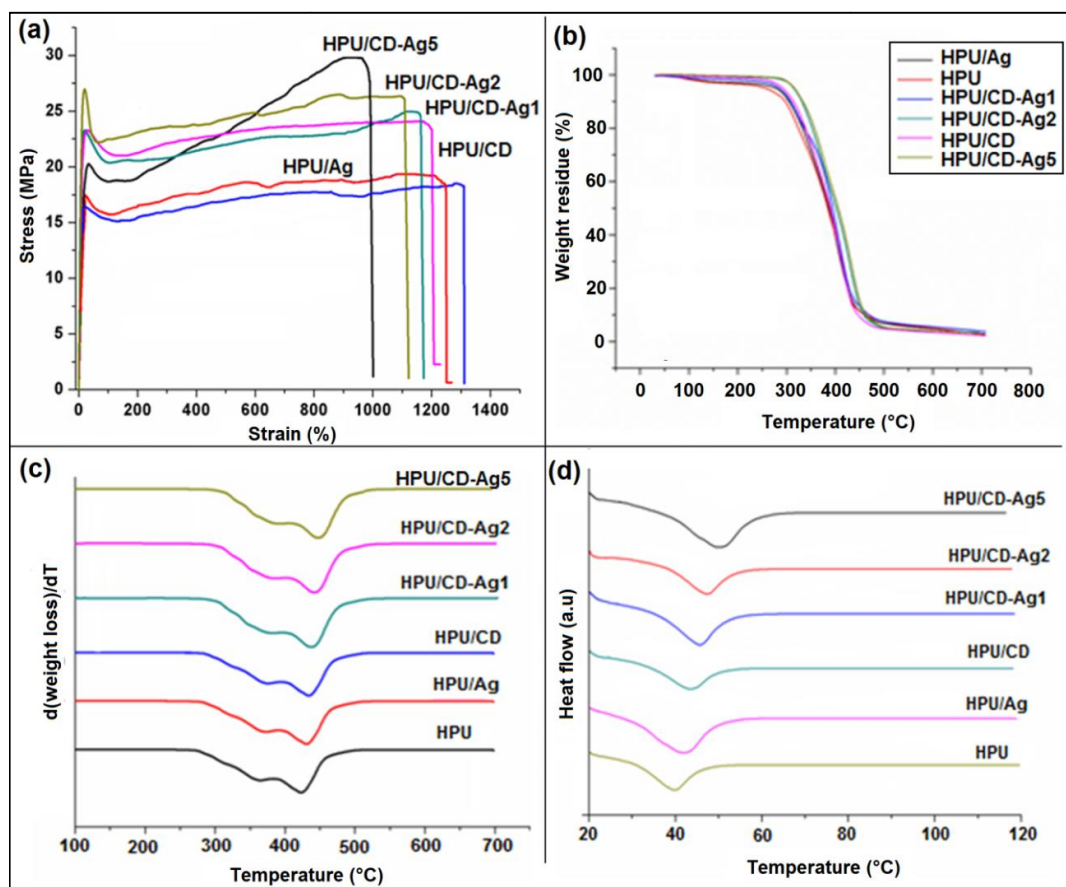 (a)
30
25
20
15
10
5
0
Stress (MPa)
HPU/CD-Ag5
HPU/CD-Ag2
HPU/CD-Ag1
HPU/CD
HPU/Ag
0 200 400 600 800 1000 1200 1400
Strain (%)
(b)
100
80
60
40
20
0
Weight residue (%)
HPU/Ag
HPU
HPU/CD-Ag1
HPU/CD-Ag2
HPU/CD
HPU/CD-Ag5
0 100 200 300 400 500 600 700 800
Temperature (°C)
(c)
d(weight loss)/dT
HPU/CD-Ag5
HPU/CD-Ag2
HPU/CD-Ag1
HPU/CD
HPU/Ag
HPU
100 200 300 400 500 600 700
Temperature (°C)
(d)
Heat flow (a.u)
HPU/CD-Ag5
HPU/CD-Ag2
HPU/CD-Ag1
HPU/CD
HPU/Ag
HPU
20 40 60 80 100 120
Temperature (°C)